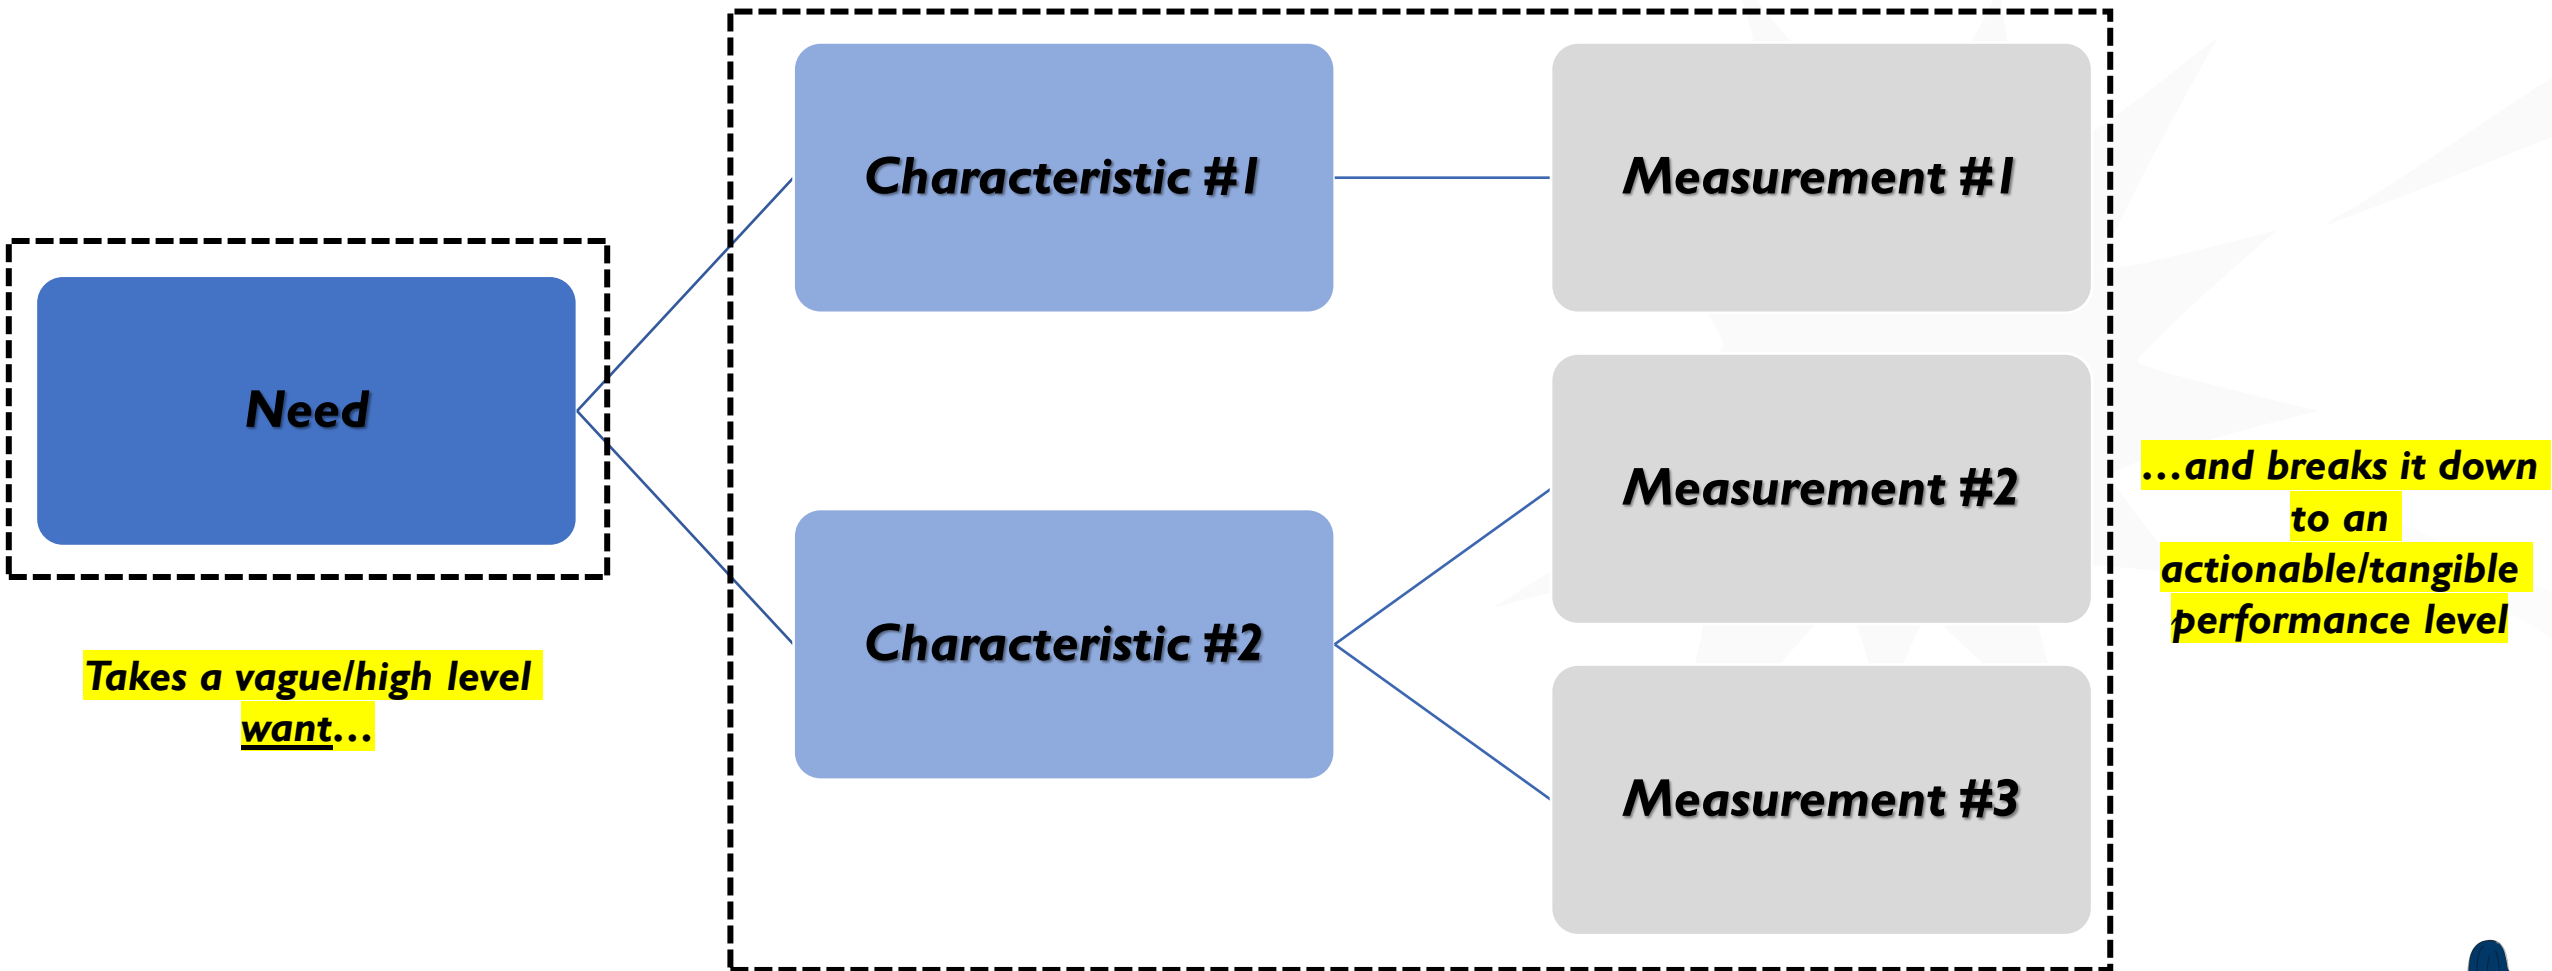 Characteristic #1
Measurement #1
Need
Characteristic #2
Measurement #2
Measurement #3
Takes a vague/high level
want…
…and breaks it down
to an
actionable/tangible
performance level